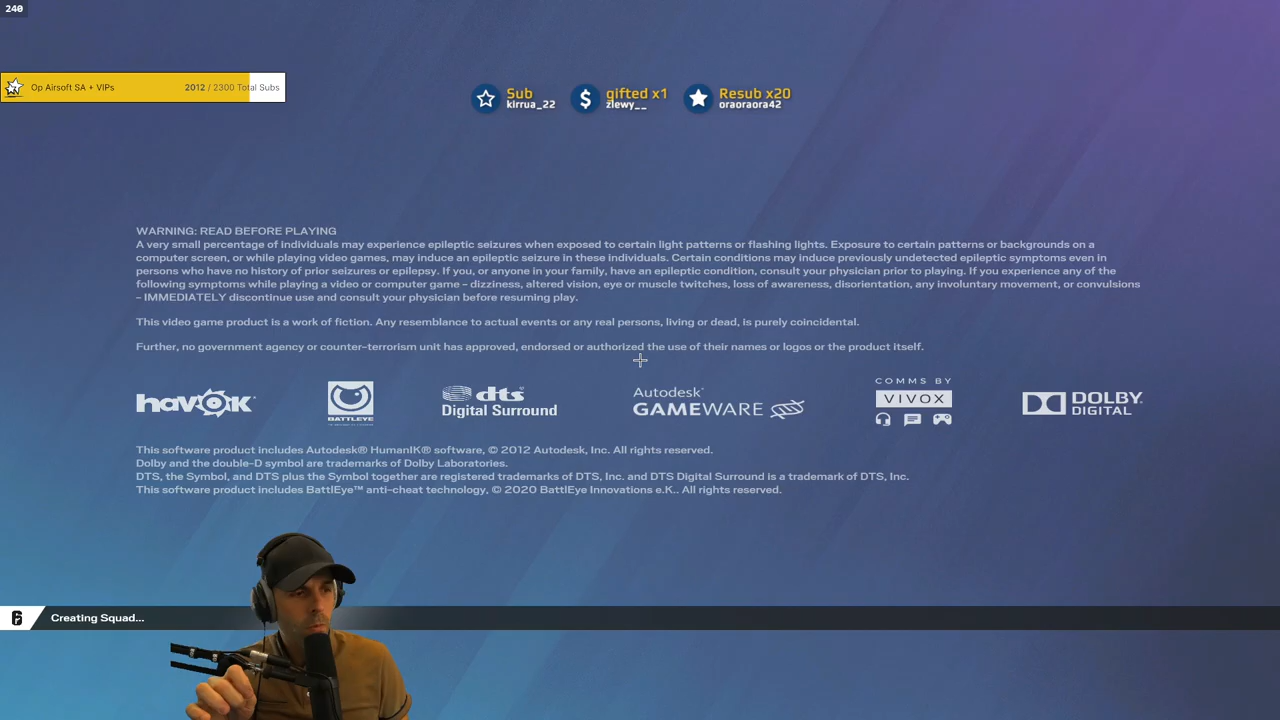 240
Op Airsoft SA + VIPs
2012 / 2300 Total Subs
Sub
kirrua_22
gifted x1
zlewy__
Resub x20
oraoraora42
WARNING: READ BEFORE PLAYING
A very small percentage of individuals may experience epileptic seizures when exposed to certain light patterns or flashing lights. Exposure to certain patterns or backgrounds on a
computer screen, or while playing video games, may induce an epileptic seizure in these individuals. Certain conditions may induce previously undetected epileptic symptoms even in
persons who have no history of prior seizures or epilepsy. If you, or anyone in your family, have an epileptic condition, consult your physician prior to playing. If you experience any of the
following symptoms while playing a video or computer game - dizziness, altered vision, eye or muscle twitches, loss of awareness, disorientation, any involuntary movement, or convulsions
- IMMEDIATELY discontinue use and consult your physician before resuming play.
This video game product is a work of fiction. Any resemblance to actual events or any real persons, living or dead, is purely coincidental.
Further, no government agency or counter-terrorism unit has approved, endorsed or authorized the use of their names or logos or the product itself.
havok
BATTLEYE
dts
Digital Surround
Autodesk®
GAMEWARE
COMMS BY
VIVOX
DOLBY
DIGITAL
This software product includes Autodesk® HumanIK® software, © 2012 Autodesk, Inc. All rights reserved.
Dolby and the double-D symbol are trademarks of Dolby Laboratories.
DTS, the Symbol, and DTS plus the Symbol together are registered trademarks of DTS, Inc. and DTS Digital Surround is a trademark of DTS, Inc.
This software product includes BattlEye™ anti-cheat technology, © 2020 BattlEye Innovations e.K.. All rights reserved.
Creating Squad...